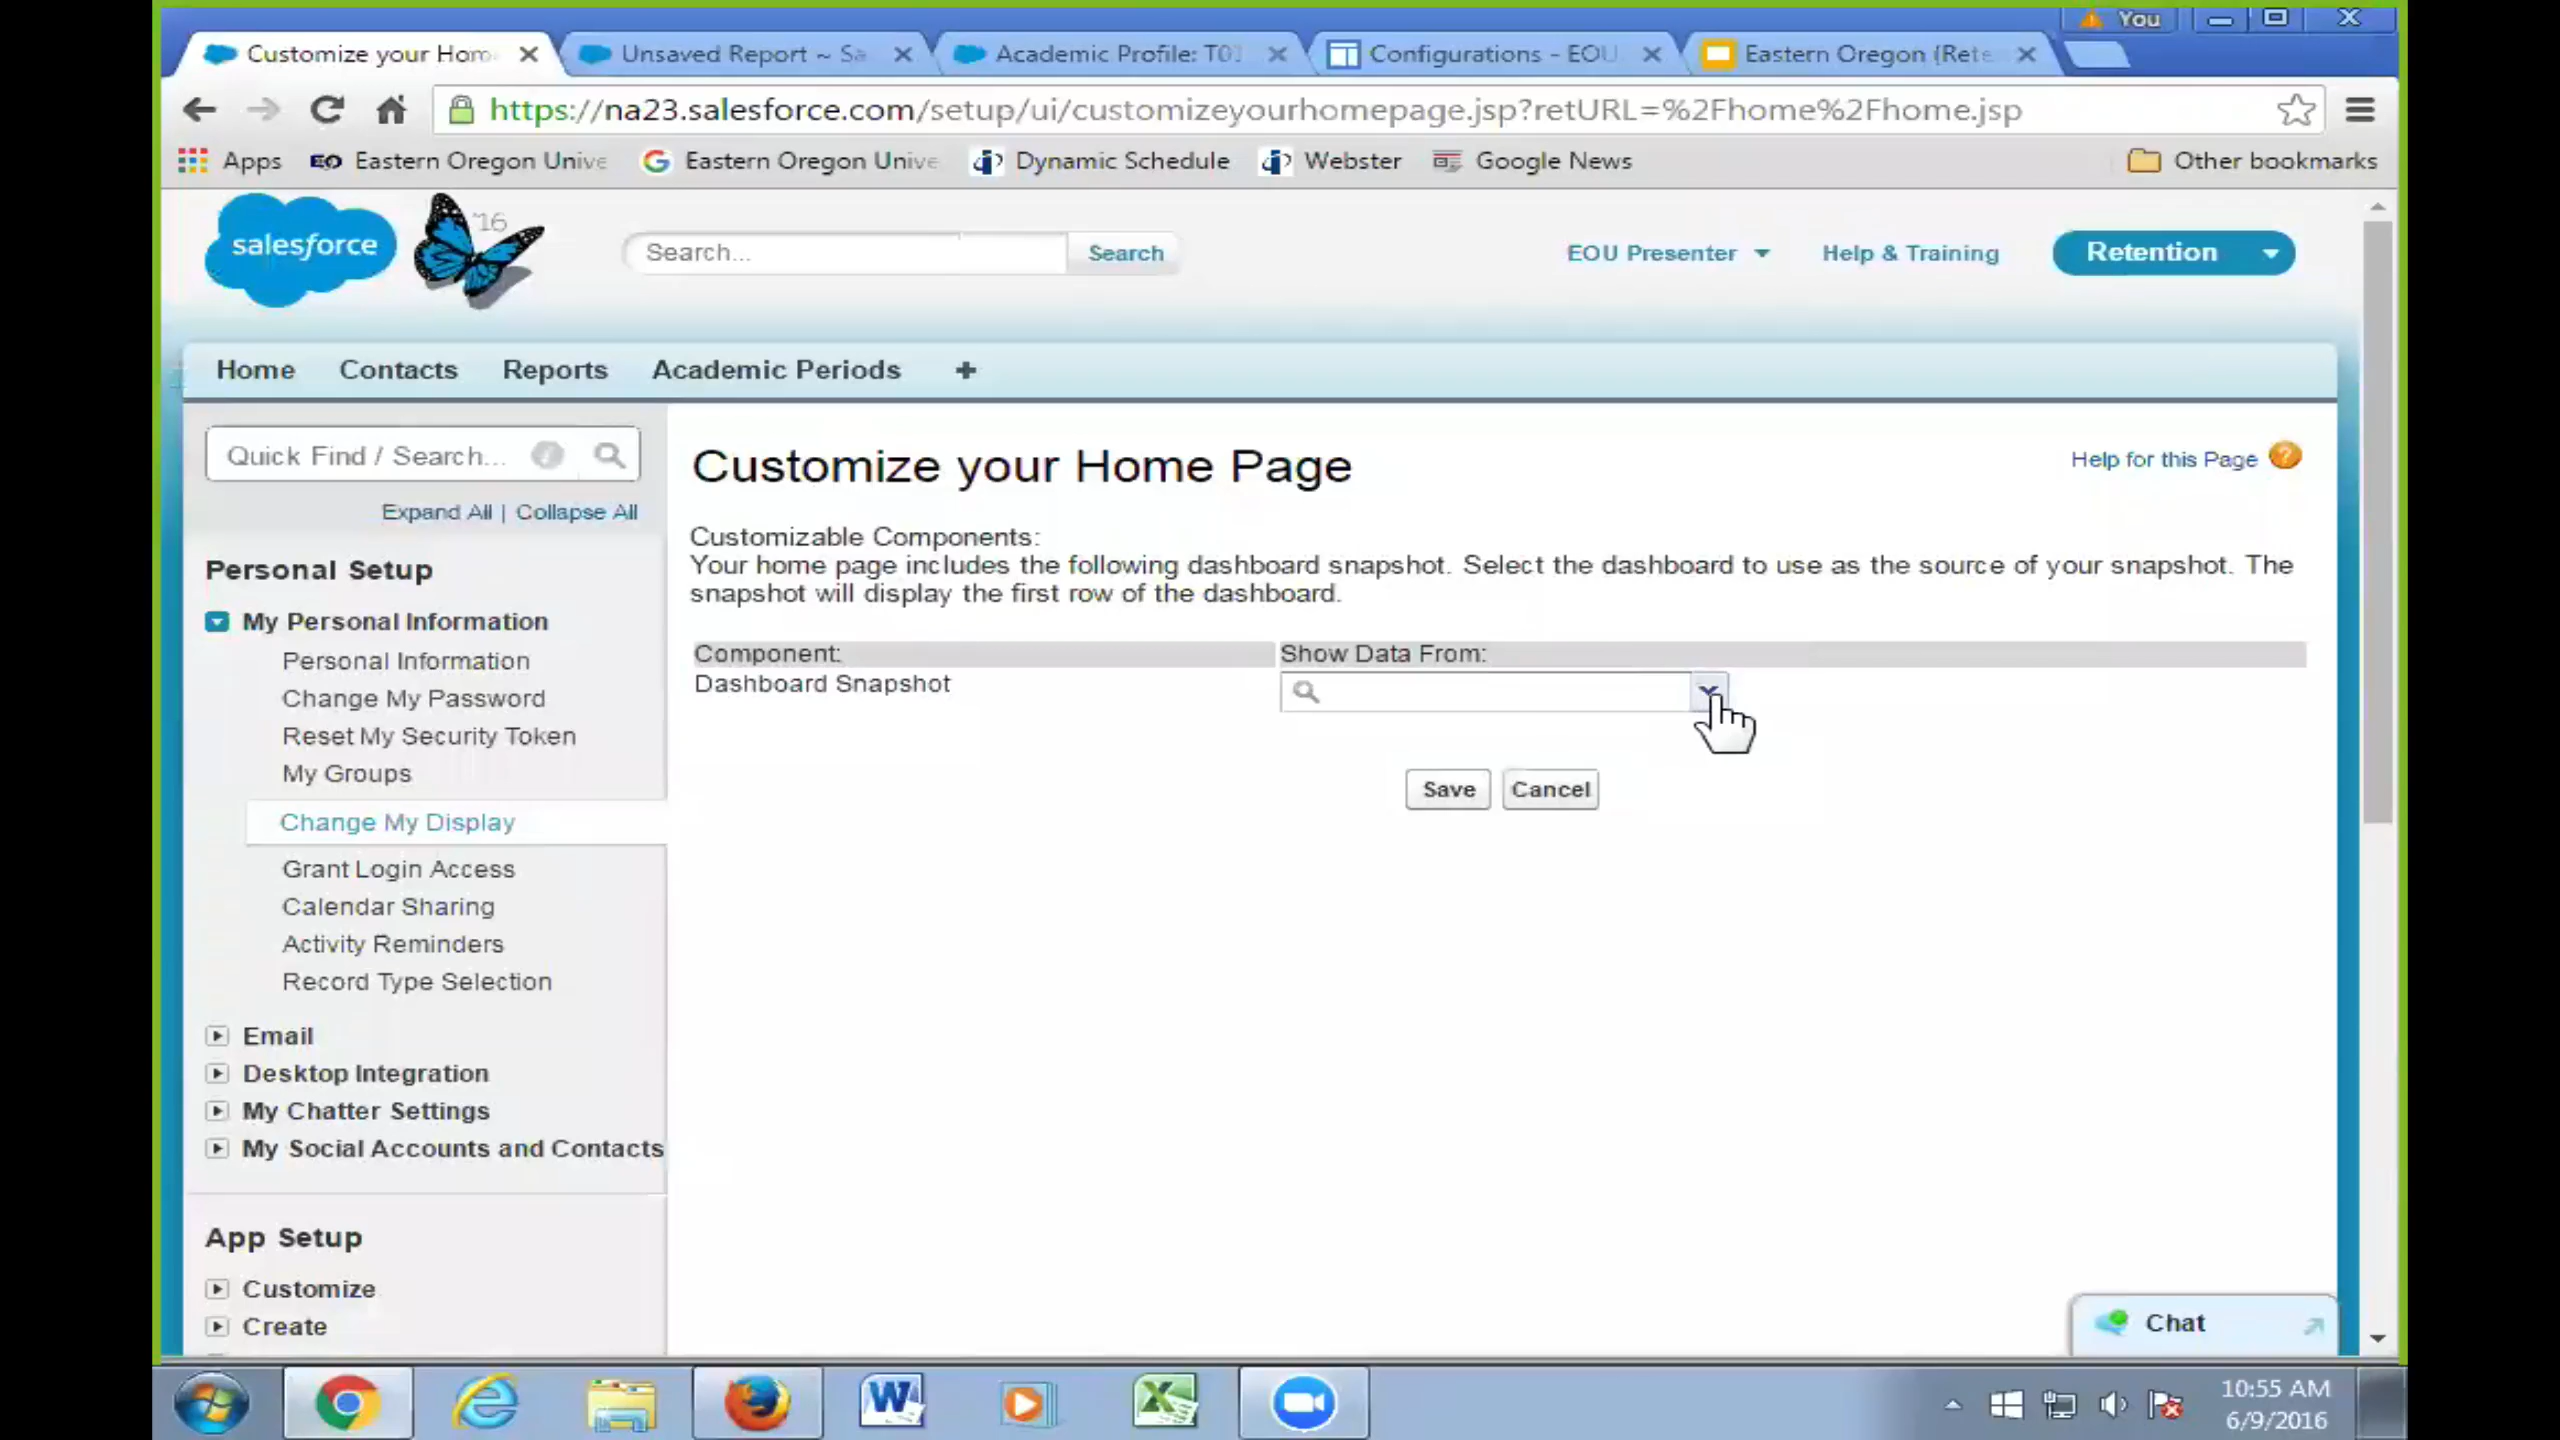 You
Customize your Hom
Unsaved Report ~ Sa
Academic Profile: T01
Configurations - EOU
Eastern Oregon (Rete
https://na23.salesforce.com/setup/ui/customizeyourhomepage.jsp?retURL=%2Fhome%2Fhome.jsp
Apps
Eastern Oregon Unive
Eastern Oregon Unive
Dynamic Schedule
Webster
Google News
Other bookmarks
salesforce
'16
Search...
Search
EOU Presenter
Help & Training
Retention
Home
Contacts
Reports
Academic Periods
+
Quick Find / Search...
Expand All | Collapse All
Personal Setup
My Personal Information
Personal Information
Change My Password
Reset My Security Token
My Groups
Change My Display
Grant Login Access
Calendar Sharing
Activity Reminders
Record Type Selection
Email
Desktop Integration
My Chatter Settings
My Social Accounts and Contacts
App Setup
Customize
Create
Customize your Home Page
Help for this Page
Customizable Components:
Your home page includes the following dashboard snapshot. Select the dashboard to use as the source of your snapshot. The
snapshot will display the first row of the dashboard.
Component:
Show Data From:
Dashboard Snapshot
Save
Cancel
Chat
10:55 AM
6/9/2016